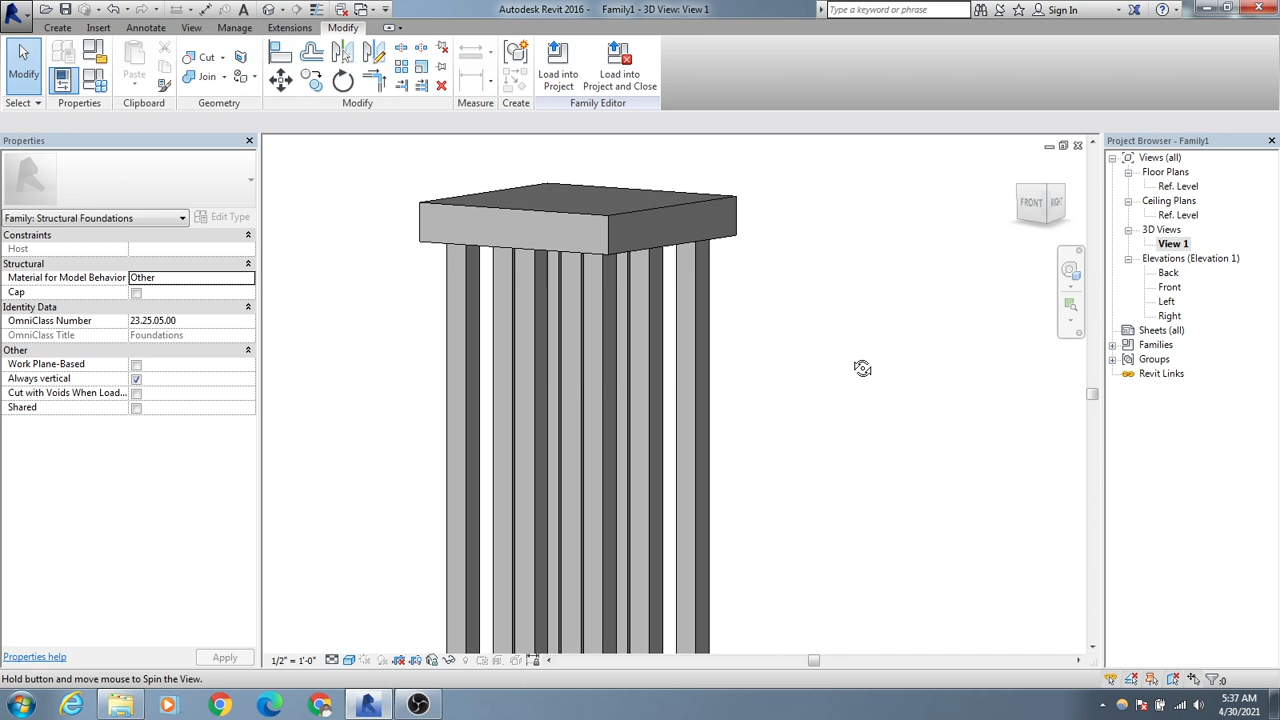 Autodesk Revit 2016 - Family1 - 3D View: View 1
Type a keyword or phrase
Sign In
Create Insert Annotate View Manage Extensions Modify
Modify
Paste
Cut
Join
Load into Project
Load into Project and Close
Select Properties Clipboard Geometry Modify Measure Create Family Editor
Properties
Family: Structural Foundations
Edit Type
Constraints
Host
Structural
Material for Model Behavior Other
Cap
Identity Data
OmniClass Number 23.25.05.00
OmniClass Title Foundations
Other
Work Plane-Based
Always vertical
Cut with Voids When Load...
Shared
Properties help
Apply
FRONT
RIGHT
Project Browser - Family1
Views (all)
Floor Plans
Ref. Level
Ceiling Plans
Ref. Level
3D Views
View 1
Elevations (Elevation 1)
Back
Front
Left
Right
Sheets (all)
Families
Groups
Revit Links
1/2" = 1'-0"
Hold button and move mouse to Spin the View.
:0
5:37 AM
4/30/2021